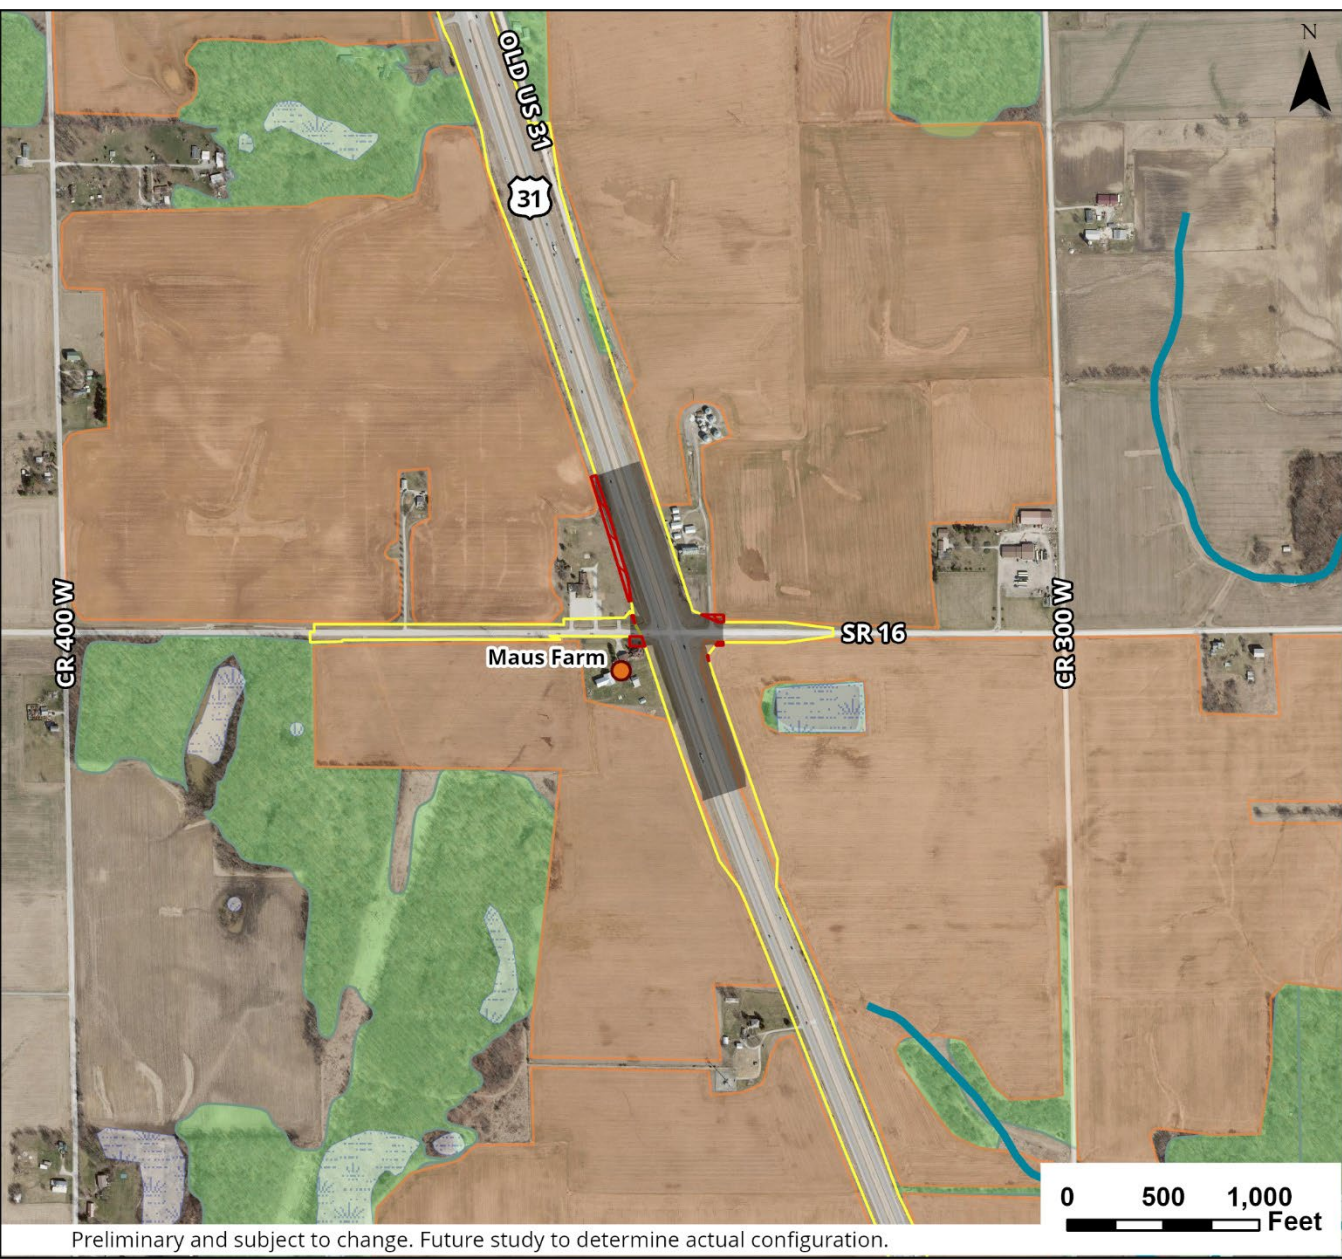 N
OLD US 31
31
CR 400 W
SR 16
CR 300 W
Maus Farm
0 500 1,000
Feet
Preliminary and subject to change. Future study to determine actual configuration.